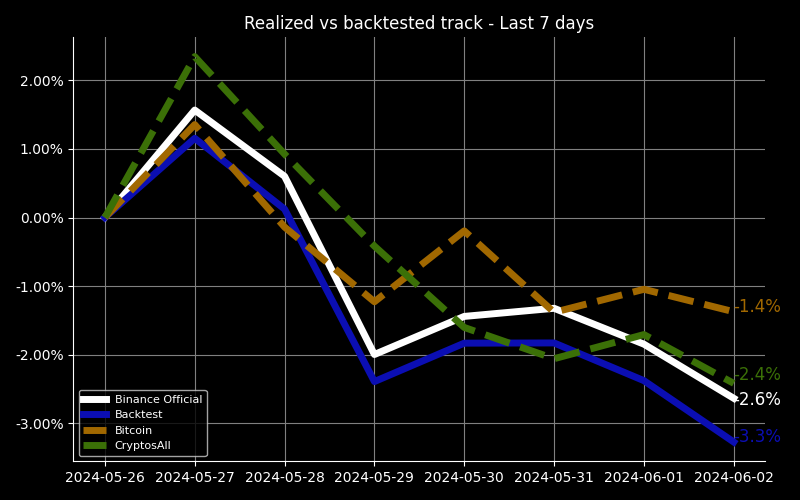 Realized vs backtested track - Last 7 days
2.00%
1.00%
0.00%
-1.00%
-2.00%
-3.00%
-1.4%
-2.4%
-2.6%
-3.3%
Binance Official
Backtest
Bitcoin
CryptosAll
2024-05-26 2024-05-27 2024-05-28 2024-05-29 2024-05-30 2024-05-31 2024-06-01 2024-06-02